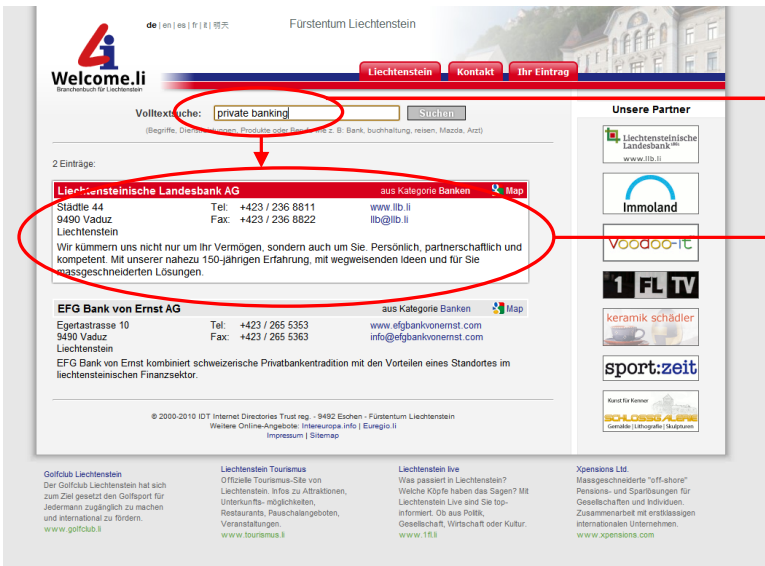 de | en | es | fr | it | 明天
Fürstentum Liechtenstein
Welcome.li
Branchenbuch für Liechtenstein
Liechtenstein
Kontakt
Ihr Eintrag
Volltextsuche: private banking Suchen
(Begriffe, Produkte oder z. B: Bank, buchhaltung, reisen, Mazda, Arzt)
2 Einträge:
Liechtensteinische Landesbank AG aus Kategorie Banken Map
Städtle 44 Tel: +423 / 236 8811 www.llb.li
9490 Vaduz Fax: +423 / 236 8822 llb@llb.li
Liechtenstein
Wir kümmern uns nicht nur um Ihr Vermögen, sondern auch um Sie. Persönlich, partnerschaftlich und
kompetent. Mit unserer nahezu 150-jährigen Erfahrung, mit wegweisenden Ideen und für Sie
massgeschneiderten Lösungen.
EFG Bank von Ernst AG aus Kategorie Banken Map
Egertastrasse 10 Tel: +423 / 265 5353 www.efgbankvonernst.com
9490 Vaduz Fax: +423 / 265 5363 info@efgbankvonernst.com
Liechtenstein
EFG Bank von Ernst kombiniert schweizerische Privatbankentradition mit den Vorteilen eines Standortes im
liechtensteinischen Finanzsektor.
© 2000-2010 IDT Internet Directories Trust reg. - 9492 Eschen - Fürstentum Liechtenstein
Weitere Online-Angebote: Intereuropa.info | Euregio.li
Impressum | Sitemap
Unsere Partner
Liechtensteinische
Landesbank
www.llb.li
Immoland
Voodoo-it
1 FL TV
keramik schädler
sport:zeit
Kunst für Kenner
SCHLOSSGALERIE
Gemälde | Lithografie | Skulpturen
Golfclub Liechtenstein
Der Golfclub Liechtenstein hat sich
zum Ziel gesetzt den Golfsport für
Jedermann zugänglich zu machen
und international zu fördern.
www.golfclub.li
Liechtenstein Tourismus
Offizielle Tourismus-Site von
Liechtenstein. Infos zu Attraktionen,
Unterkunfts- möglichkeiten,
Restaurants, Pauschalangeboten,
Veranstaltungen.
www.tourismus.li
Liechtenstein live
Was passiert in Liechtenstein?
Welche Köpfe haben das Sagen? Mit
Liechtenstein Live sind Sie top-
informiert. Ob aus Politik,
Gesellschaft, Wirtschaft oder Kultur.
www.1fl.li
Xpensions Ltd.
Massgeschneiderte "off-shore"
Pensions- und Sparlösungen für
Gesellschaften und Individuen.
Zusammenarbeit mit erstklassigen
internationalen Unternehmen.
www.xpensions.com